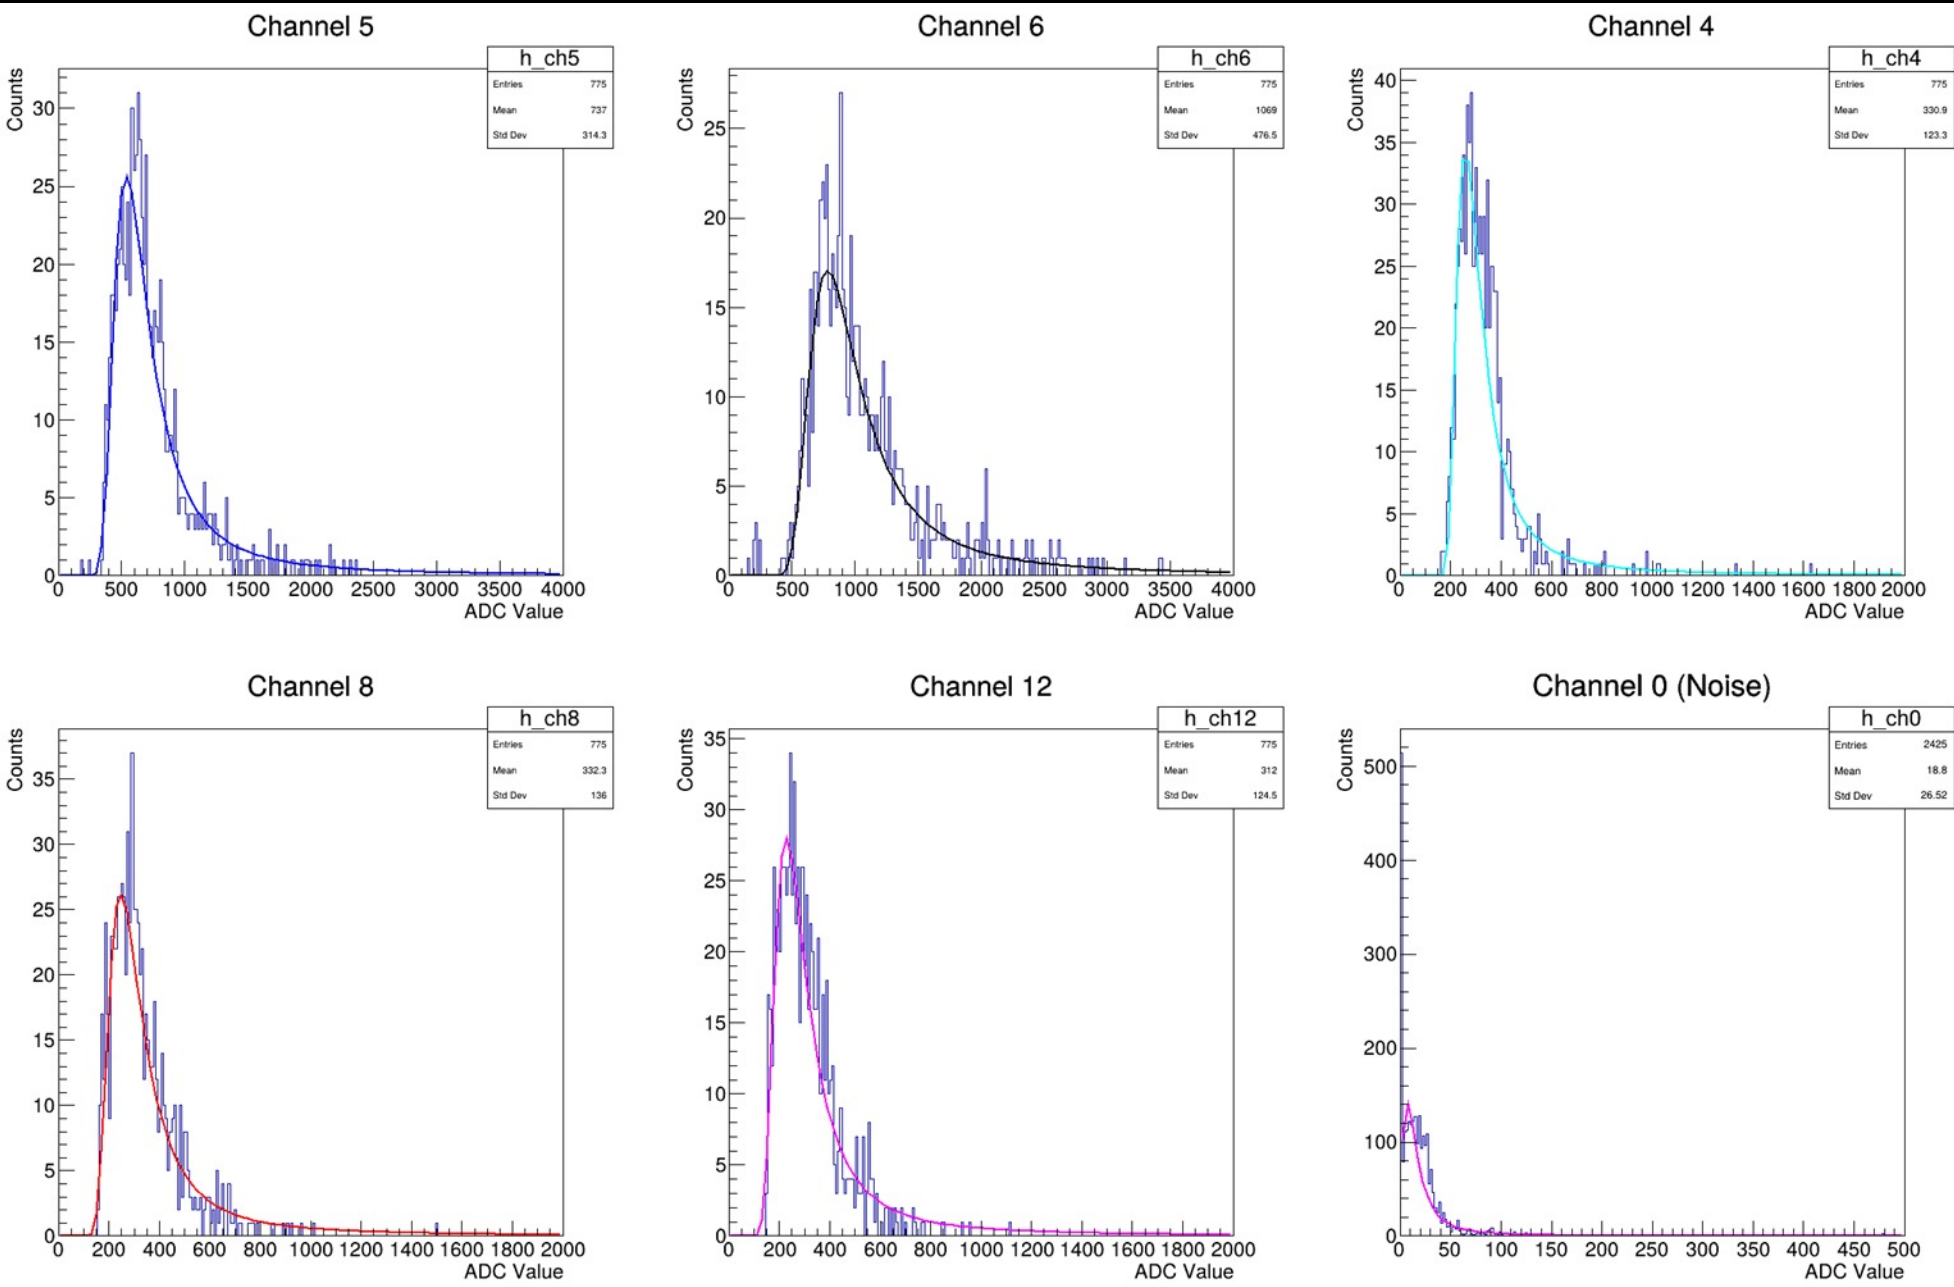 Channel 5
Counts
h_ch5
Entries 775
Mean 737
Std Dev 314.3
30
25
20
15
10
5
0
0 500 1000 1500 2000 2500 3000 3500 4000
ADC Value
Channel 6
Counts
h_ch6
Entries 775
Mean 1069
Std Dev 476.5
25
20
15
10
5
0
0 500 1000 1500 2000 2500 3000 3500 4000
ADC Value
Channel 4
Counts
h_ch4
Entries 775
Mean 330.9
Std Dev 123.3
40
35
30
25
20
15
10
5
0
0 200 400 600 800 1000 1200 1400 1600 1800 2000
ADC Value
Channel 8
Counts
h_ch8
Entries 775
Mean 332.3
Std Dev 136
35
30
25
20
15
10
5
0
0 200 400 600 800 1000 1200 1400 1600 1800 2000
ADC Value
Channel 12
Counts
h_ch12
Entries 775
Mean 312
Std Dev 124.5
35
30
25
20
15
10
5
0
0 200 400 600 800 1000 1200 1400 1600 1800 2000
ADC Value
Channel 0 (Noise)
Counts
h_ch0
Entries 2425
Mean 18.8
Std Dev 26.52
500
400
300
200
100
0
0 50 100 150 200 250 300 350 400 450 500
ADC Value